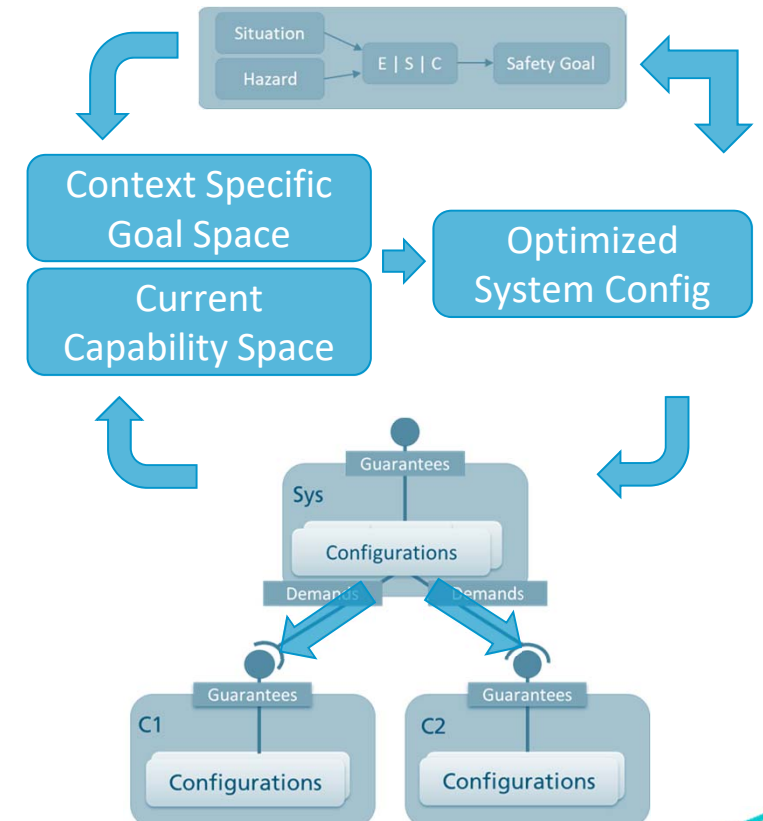 Situation
Hazard
E | S | C
Safety Goal
Context Specific
Goal Space
Current
Capability Space
Optimized
System Config
Guarantees
Sys
Configurations
Demands
Demands
Guarantees
C1
Configurations
Guarantees
C2
Configurations